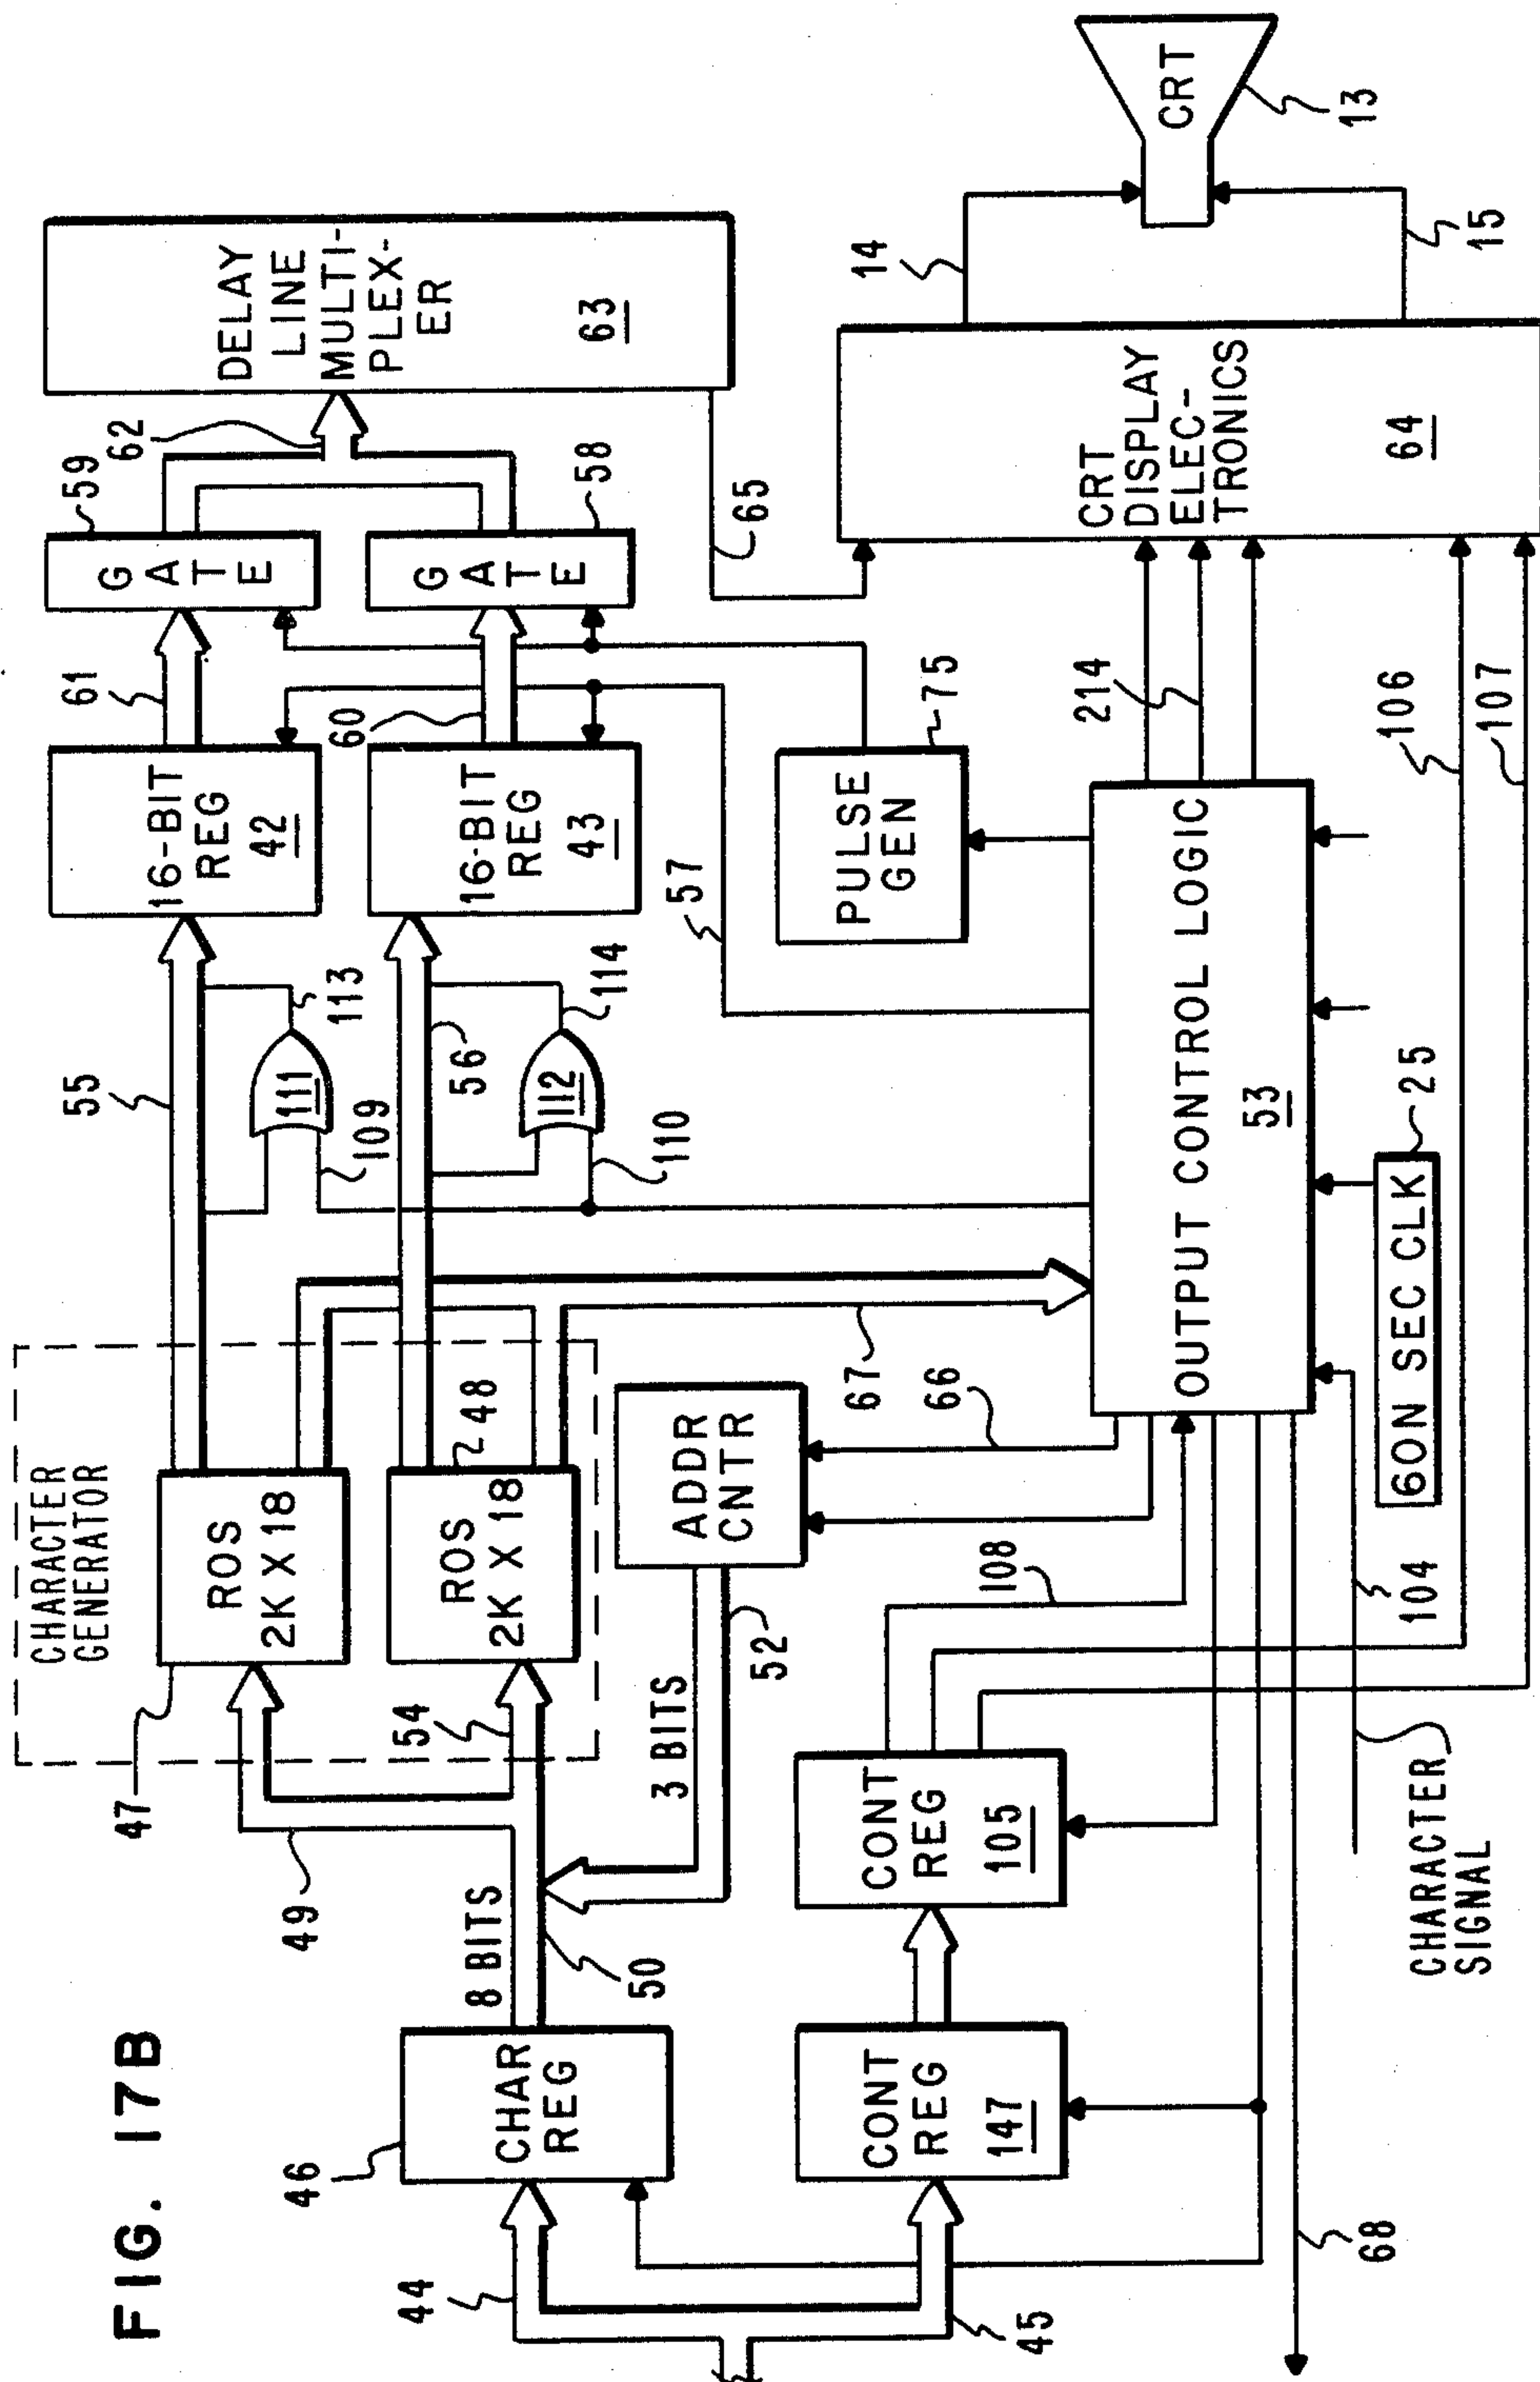 FIG. 17B
CHARACTER
GENERATOR
47
ROS
2K X 18
ROS
2K X 18
48
49
54
55
56
111
109
113
112
110
114
16-BIT
REG
42
16-BIT
REG
43
61
60
GATE
59
GATE
58
62
DELAY
LINE
MULTI-
PLEX-
ER
63
65
44
45
46
CHAR
REG
8 BITS
50
3 BITS
52
ADDR
CNTR
66
67
57
PULSE
GEN
75
CONT
REG
147
CONT
REG
105
108
OUTPUT CONTROL LOGIC
53
214
CRT
DISPLAY
ELEC-
TRONICS
64
14
15
CRT
13
60N SEC CLK
25
104
106
107
CHARACTER
SIGNAL
68